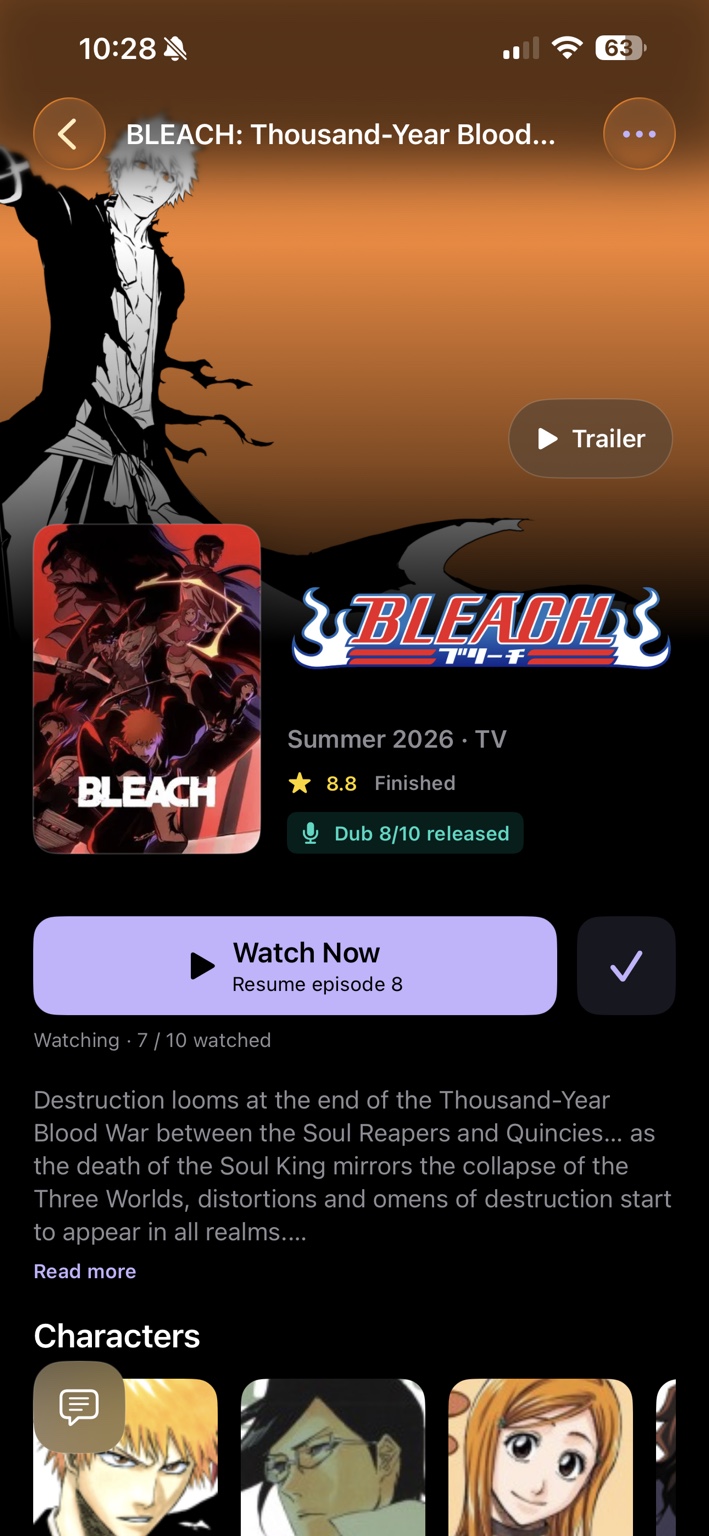 10:28
63
BLEACH: Thousand-Year Blood...
Trailer
BLEACH
ブリーチ
BLEACH
Summer 2026 · TV
8.8 Finished
Dub 8/10 released
Watch Now
Resume episode 8
Watching · 7 / 10 watched
Destruction looms at the end of the Thousand-Year
Blood War between the Soul Reapers and Quincies... as
the death of the Soul King mirrors the collapse of the
Three Worlds, distortions and omens of destruction start
to appear in all realms....
Read more
Characters